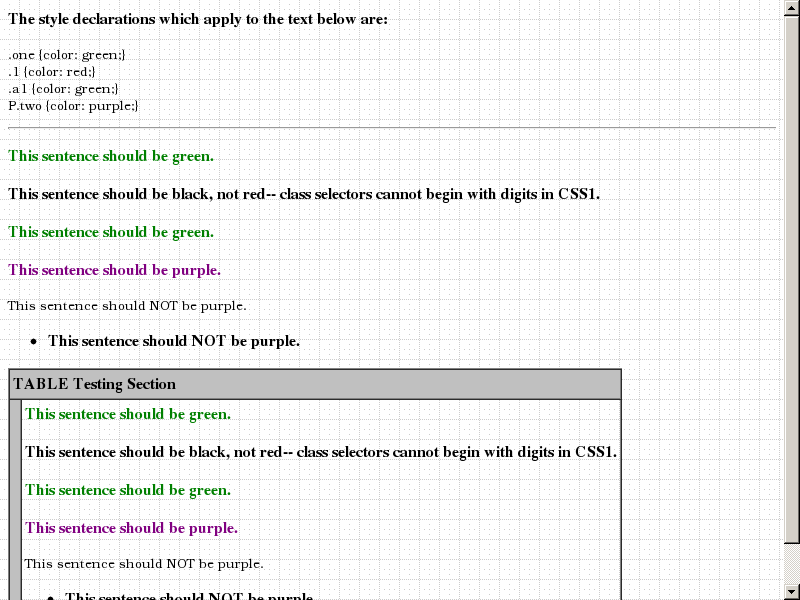 The style declarations which apply to the text below are:
.one {color: green;}
.1 {color: red;}
.a1 {color: green;}
P.two {color: purple;}
This sentence should be green.
This sentence should be black, not red-- class selectors cannot begin with digits in CSS1.
This sentence should be green.
This sentence should be purple.
This sentence should NOT be purple.
This sentence should NOT be purple.
TABLE Testing Section
This sentence should be green.
This sentence should be black, not red-- class selectors cannot begin with digits in CSS1.
This sentence should be green.
This sentence should be purple.
This sentence should NOT be purple.
This sentence should NOT be purple.